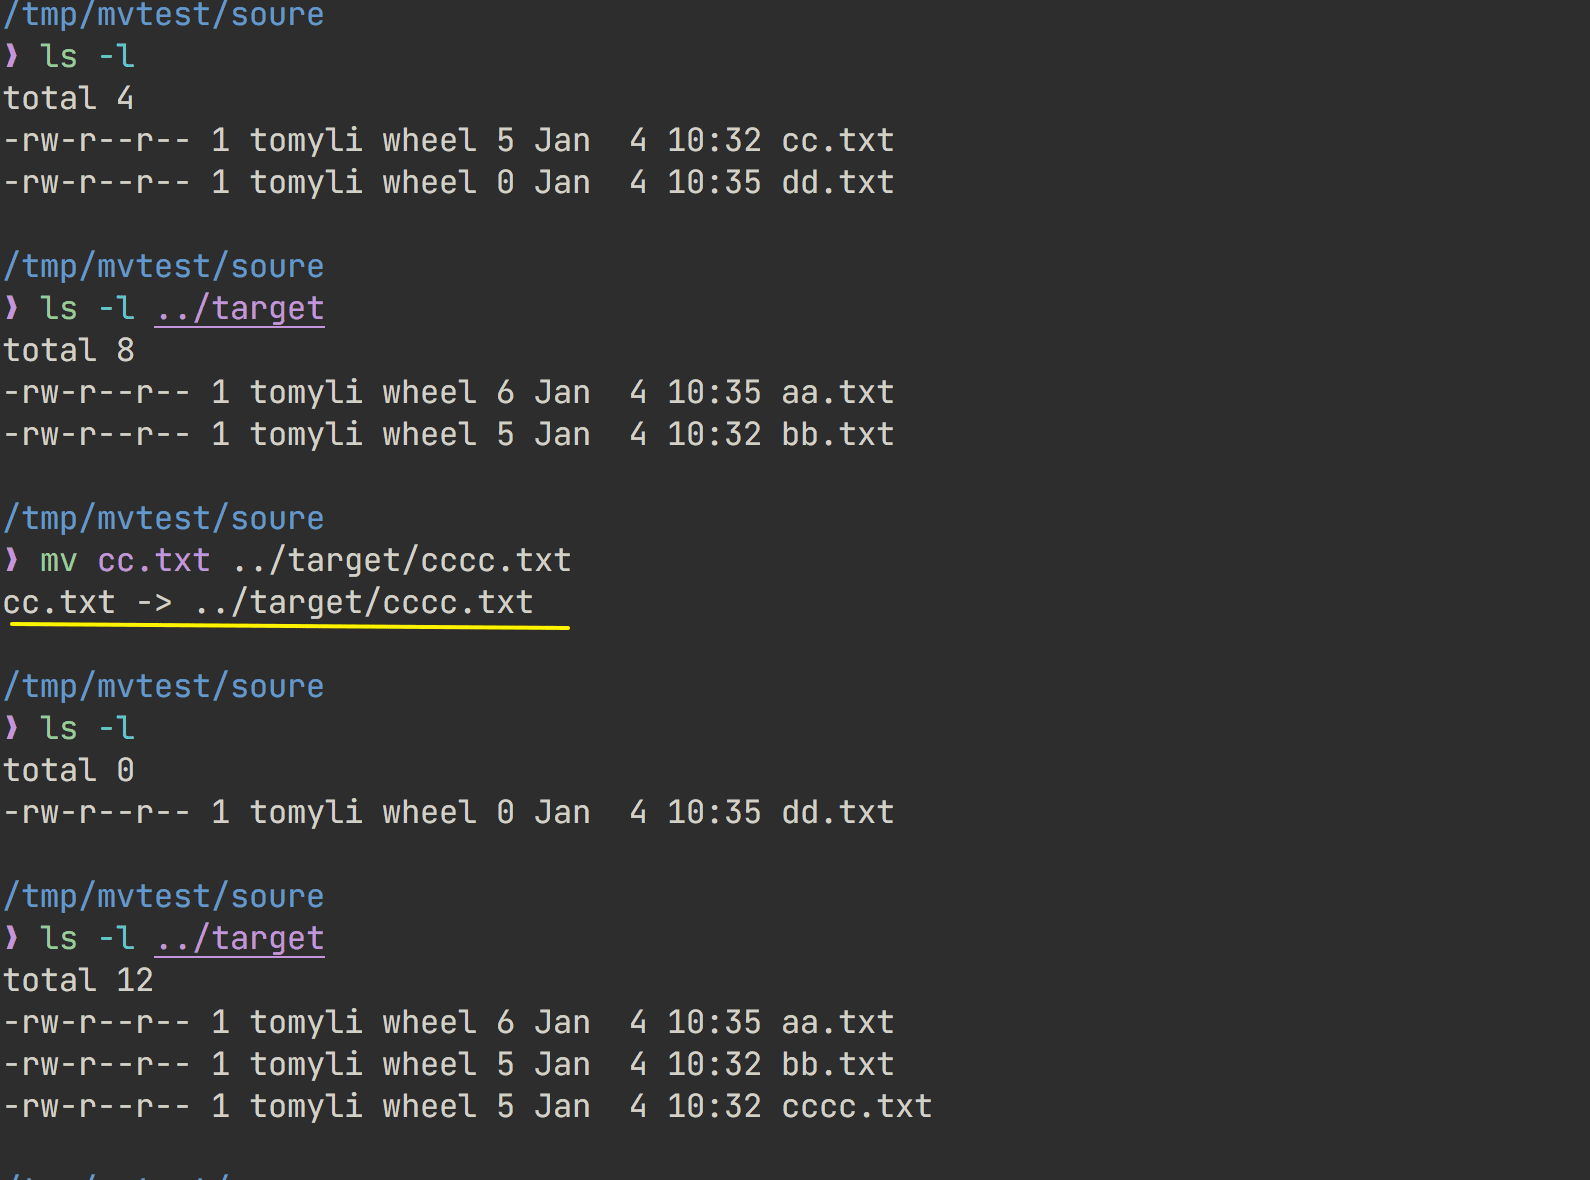 /tmp/mvtest/soure
❯ ls -l
total 4
-rw-r--r-- 1 tomyli wheel 5 Jan  4 10:32 cc.txt
-rw-r--r-- 1 tomyli wheel 0 Jan  4 10:35 dd.txt
/tmp/mvtest/soure
❯ ls -l ../target
total 8
-rw-r--r-- 1 tomyli wheel 6 Jan  4 10:35 aa.txt
-rw-r--r-- 1 tomyli wheel 5 Jan  4 10:32 bb.txt
/tmp/mvtest/soure
❯ mv cc.txt ../target/cccc.txt
cc.txt -> ../target/cccc.txt
/tmp/mvtest/soure
❯ ls -l
total 0
-rw-r--r-- 1 tomyli wheel 0 Jan  4 10:35 dd.txt
/tmp/mvtest/soure
❯ ls -l ../target
total 12
-rw-r--r-- 1 tomyli wheel 6 Jan  4 10:35 aa.txt
-rw-r--r-- 1 tomyli wheel 5 Jan  4 10:32 bb.txt
-rw-r--r-- 1 tomyli wheel 5 Jan  4 10:32 cccc.txt